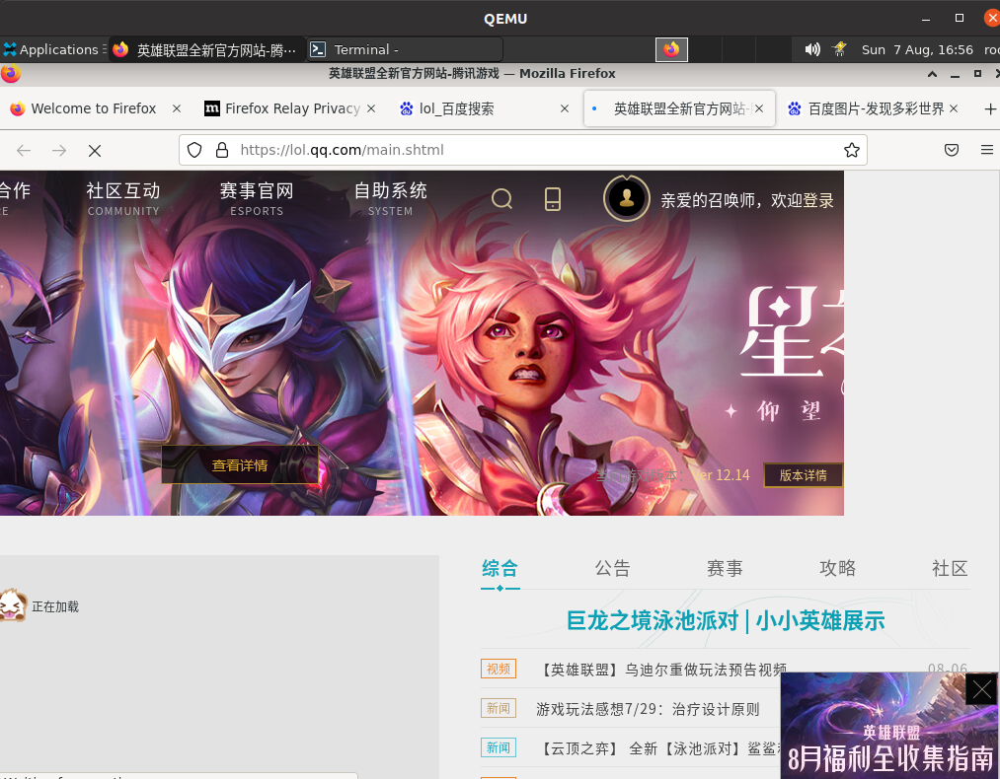 QEMU
Applications
英雄联盟全新官方网站-腾···
Terminal -
Sun 7 Aug, 16:56
英雄联盟全新官方网站-腾讯游戏 — Mozilla Firefox
Welcome to Firefox
Firefox Relay Privacy
lol_百度搜索
英雄联盟全新官方网站-
百度图片-发现多彩世界
https://lol.qq.com/main.shtml
合作
社区互动
COMMUNITY
赛事官网
ESPORTS
自助系统
SYSTEM
亲爱的召唤师，欢迎登录
星
仰 望
查看详情
Ver 12.14
版本详情
正在加载
综合
公告
赛事
攻略
社区
巨龙之境泳池派对 | 小小英雄展示
视频
【英雄联盟】乌迪尔重做玩法预告视频
08-06
新闻
游戏玩法感想7/29：治疗设计原则
新闻
【云顶之弈】 全新【泳池派对】鲨鲨
英雄联盟
8月福利全收集指南